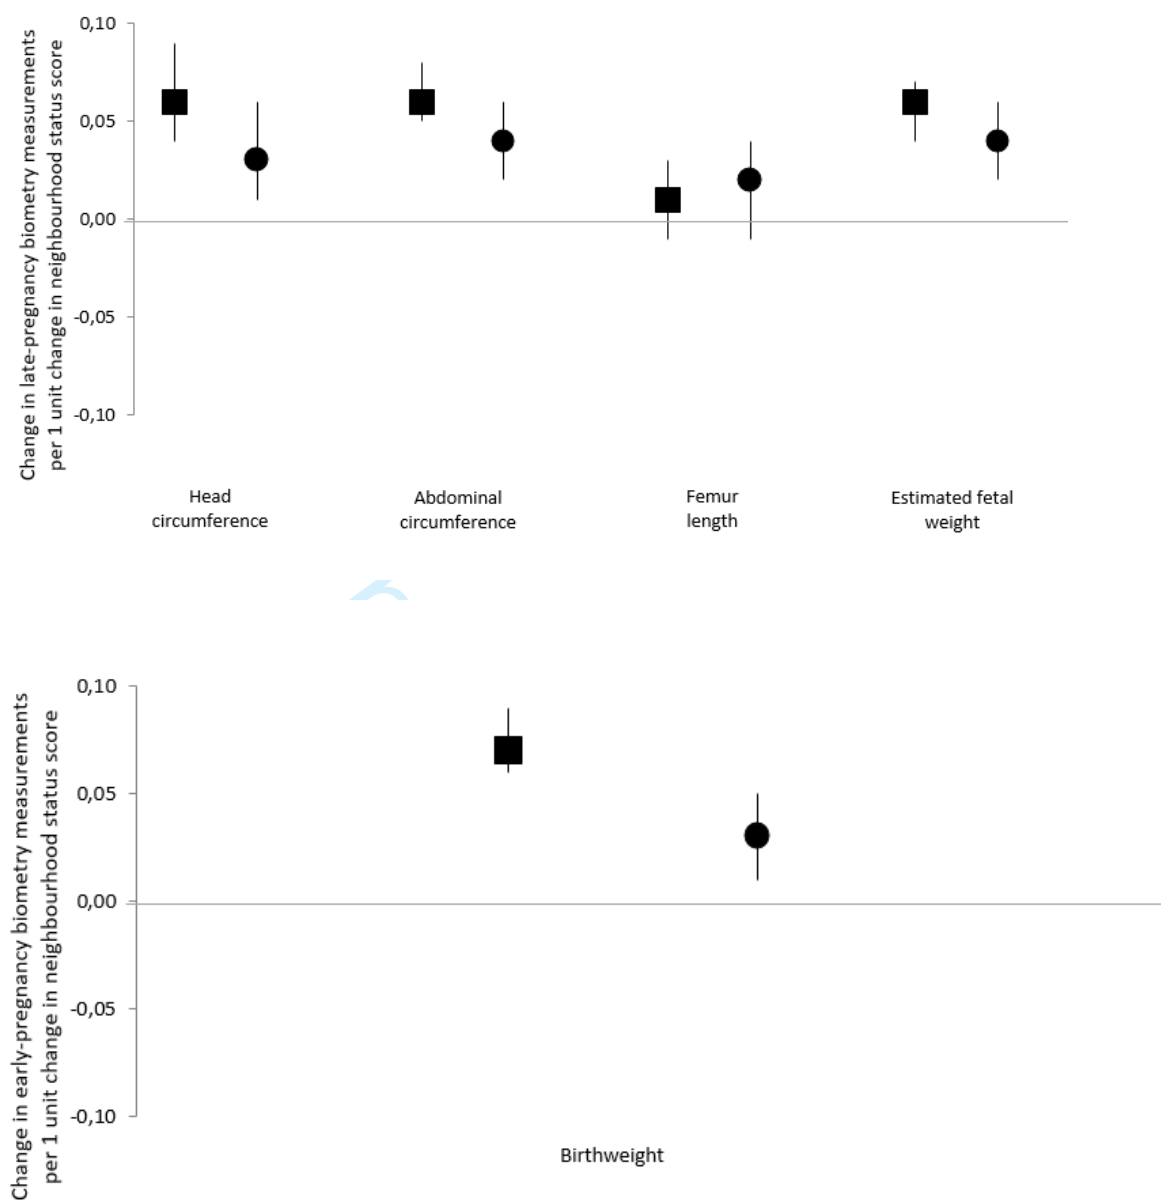 Change in late-pregnancy biometry measurements
per 1 unit change in neighbourhood status score
0,10
0,05
0,00
-0,05
-0,10
Head
circumference
Abdominal
circumference
Femur
length
Estimated fetal
weight
Change in early-pregnancy biometry measurements
per 1 unit change in neighbourhood status score
0,10
0,05
0,00
-0,05
-0,10
Birthweight